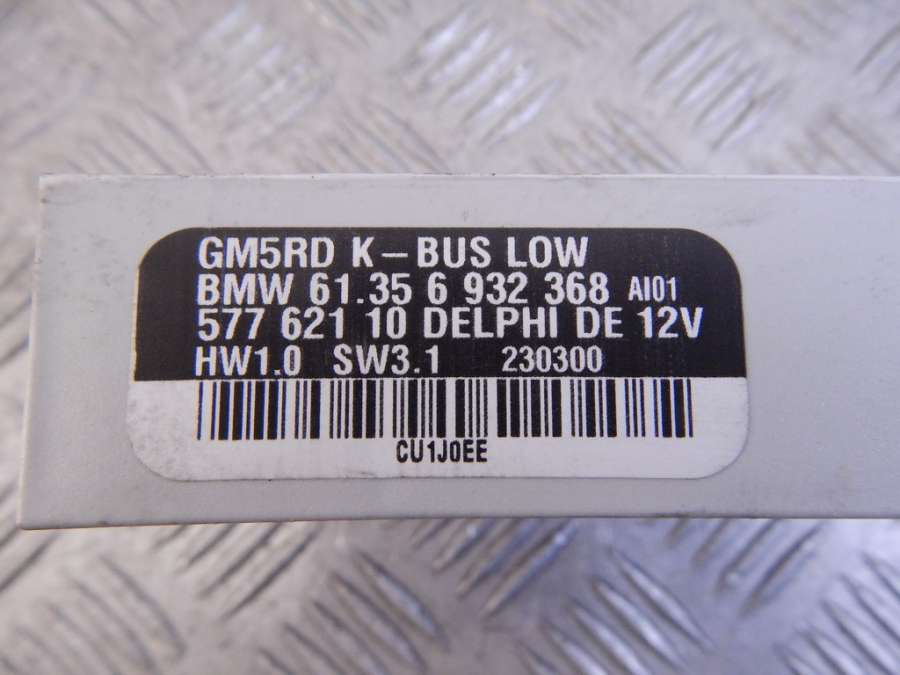 GM5RD K-BUS LOW
BMW 61.35 6 932 368 AI01
577 621 10 DELPHI DE 12V
HW1.0 SW3.1 230300
CU1J0EE